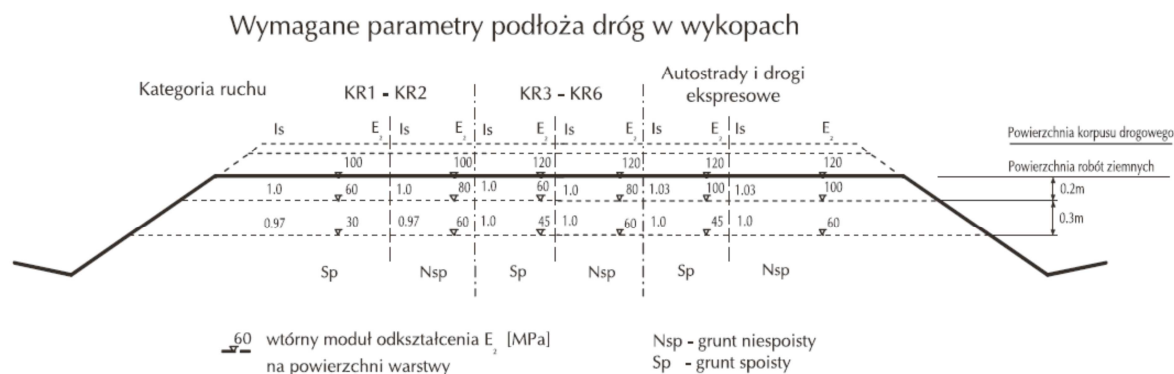 Wymagane parametry podłoża dróg w wykopach
Autostrady i drogi
Kategoria ruchu KR1 - KR2 KR3 - KR6 ekspresowe
Is E₂ Is E₂ Is E₂ Is E₂ Is E₂ Is E₂
Powierzchnia korpusu drogowego
100 100 120 120 120 120
Powierzchnia robót ziemnych
1.0 60 1.0 80 1.0 60 1.0 80 1.03 100 1.03 100 0.2m
0.97 30 0.97 60 1.0 45 1.0 60 1.0 45 1.0 60 0.3m
Sp Nsp Sp Nsp Sp Nsp
60 wtórny moduł odkształcenia E₂ [MPa]
na powierzchni warstwy
Nsp - grunt niespoisty
Sp - grunt spoisty